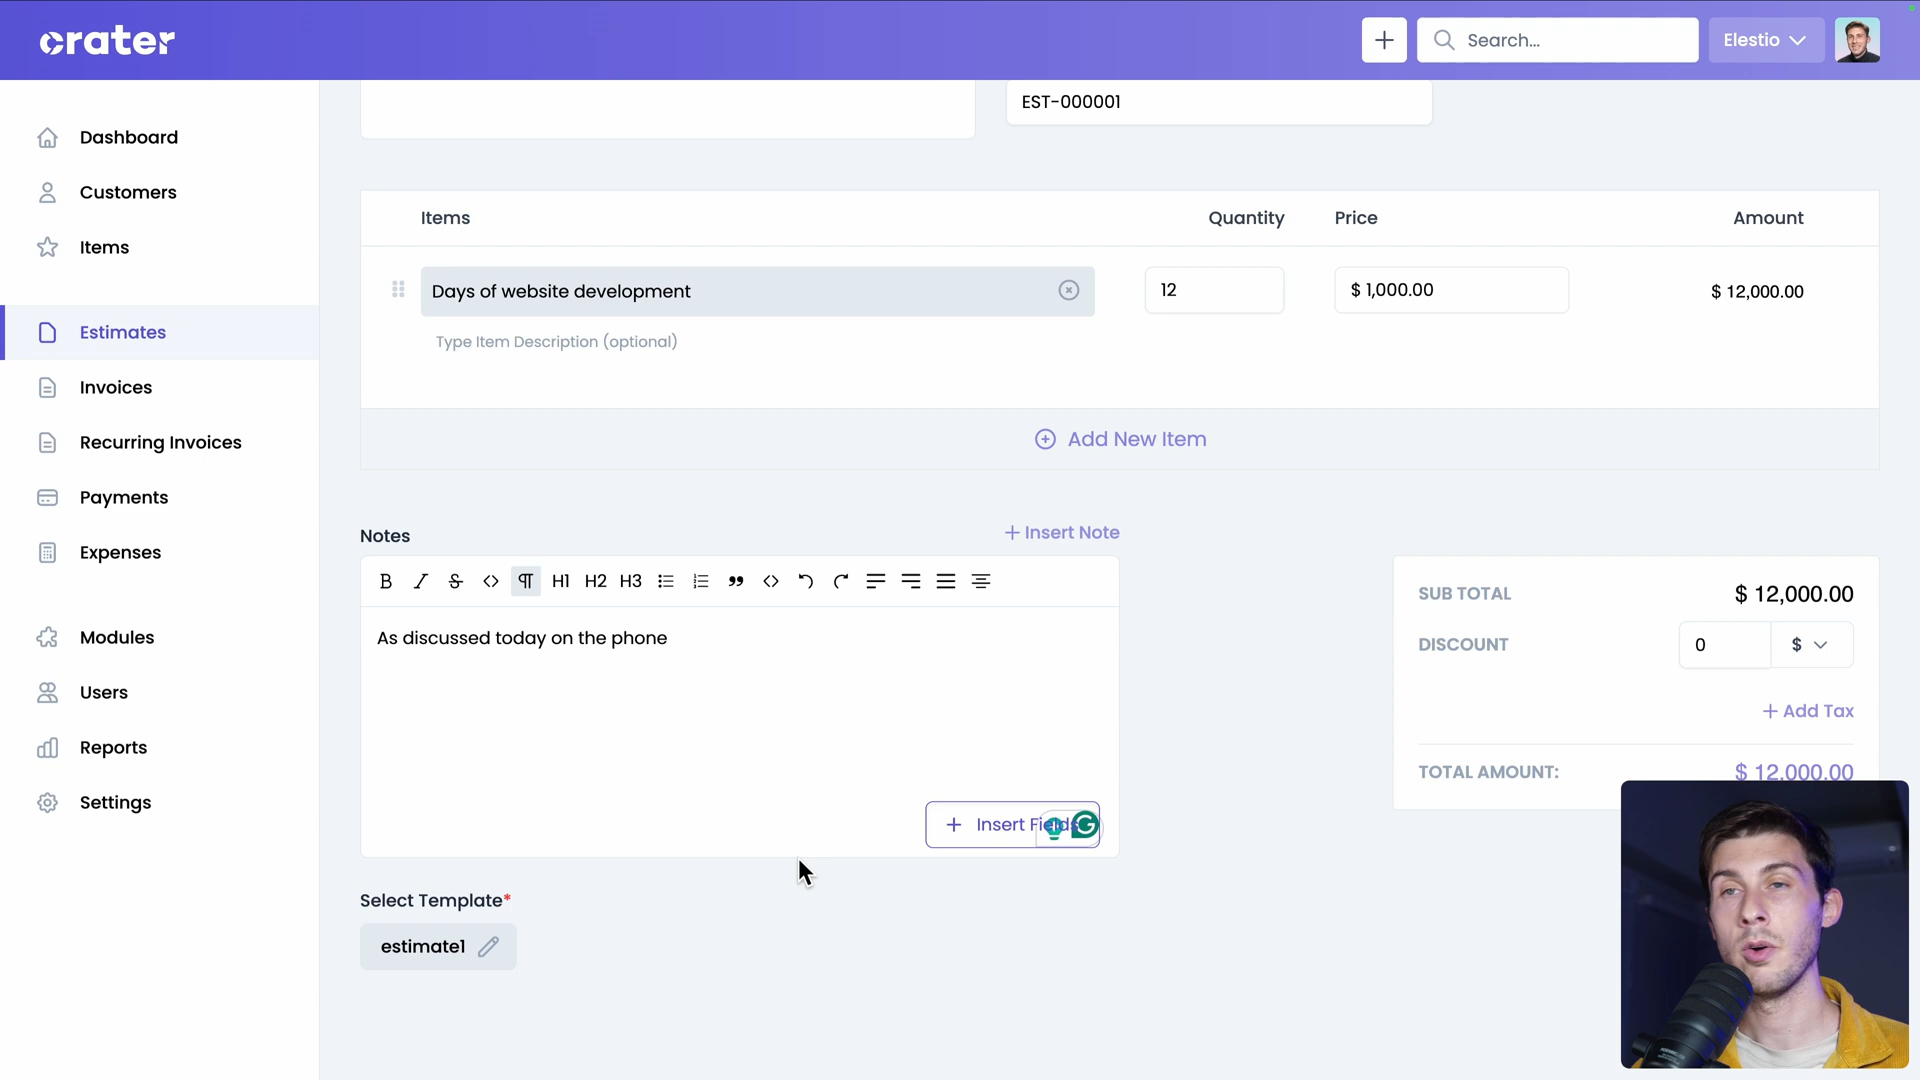 crater
Search...
Elestio
Dashboard
Customers
Items
Estimates
Invoices
Recurring Invoices
Payments
Expenses
Modules
Users
Reports
Settings
EST-000001
Items Quantity Price Amount
Days of website development 12 $ 1,000.00 $ 12,000.00
Type Item Description (optional)
Add New Item
Notes + Insert Note
B I S <> ¶ H1 H2 H3
As discussed today on the phone
+ Insert Fields
SUB TOTAL $ 12,000.00
DISCOUNT 0 $
+ Add Tax
TOTAL AMOUNT: $ 12,000.00
Select Template*
estimate1